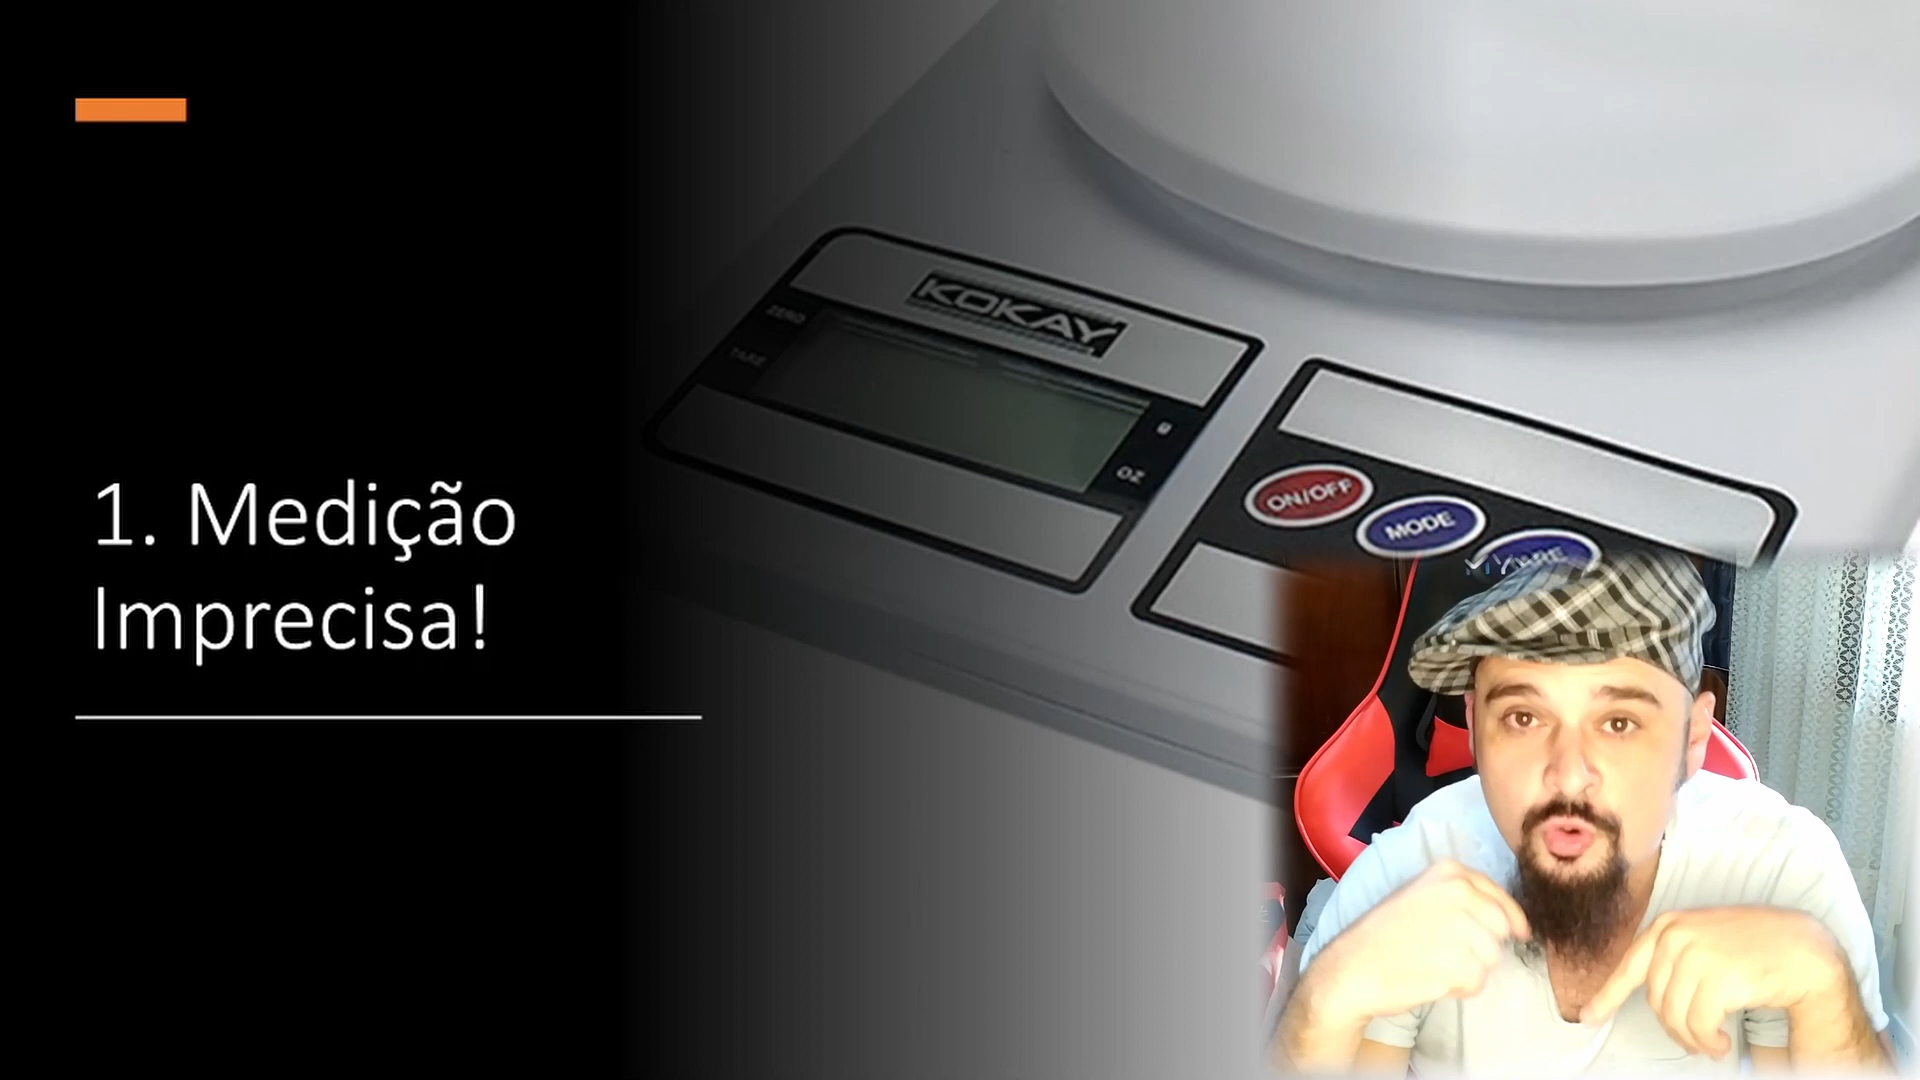 1. Medição
Imprecisa!
KOKAY
ZERO
TARE
OZ
ON/OFF
MODE